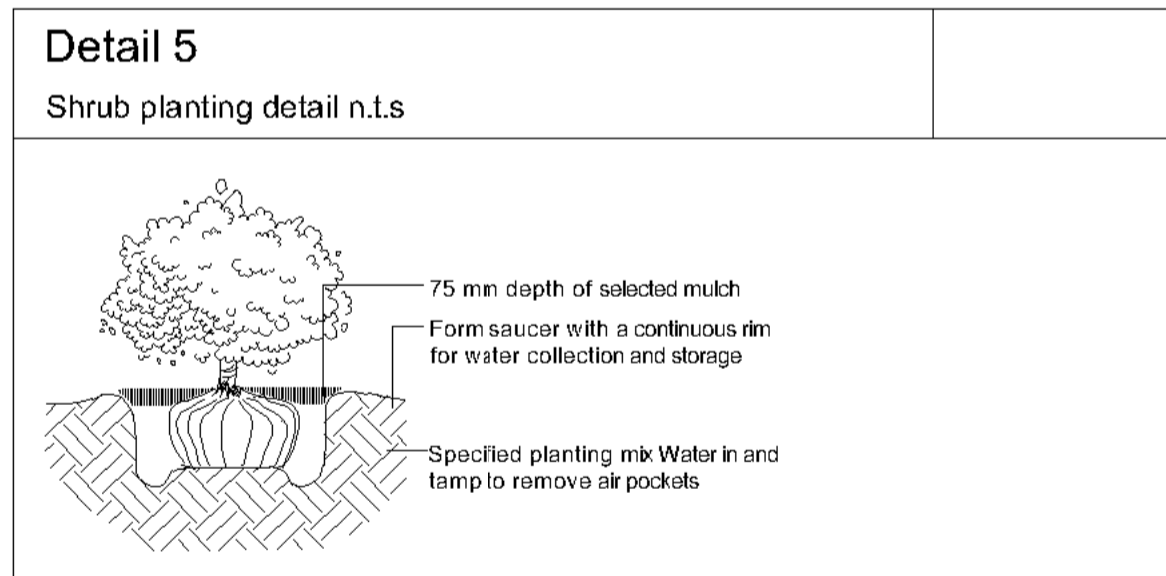 Detail 5
Shrub planting detail n.t.s
75 mm depth of selected mulch
Form saucer with a continuous rim
for water collection and storage
Specified planting mix Water in and
tamp to remove air pockets